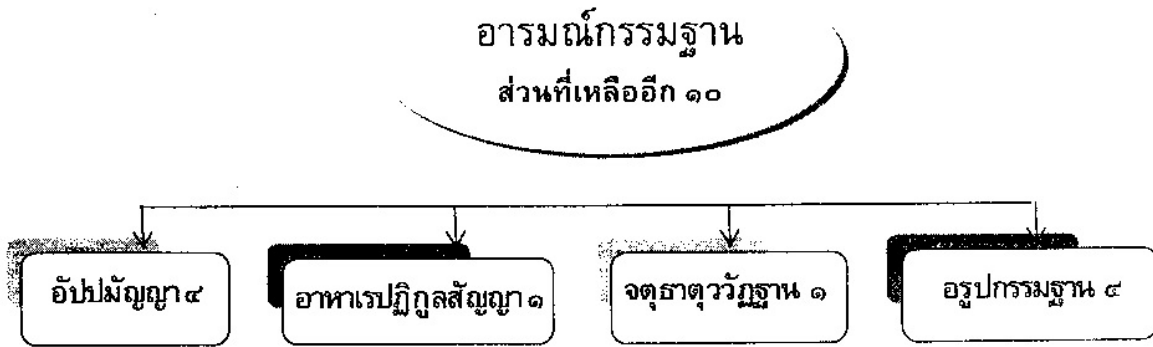 อารมณ์กรรมฐาน
ส่วนที่เหลืออีก ๑๐
อัปปมัญญา ๔
อาหาเรปฏิกูลสัญญา ๑
จตุธาตุววัฏฐาน ๑
อรูปกรรมฐาน ๔